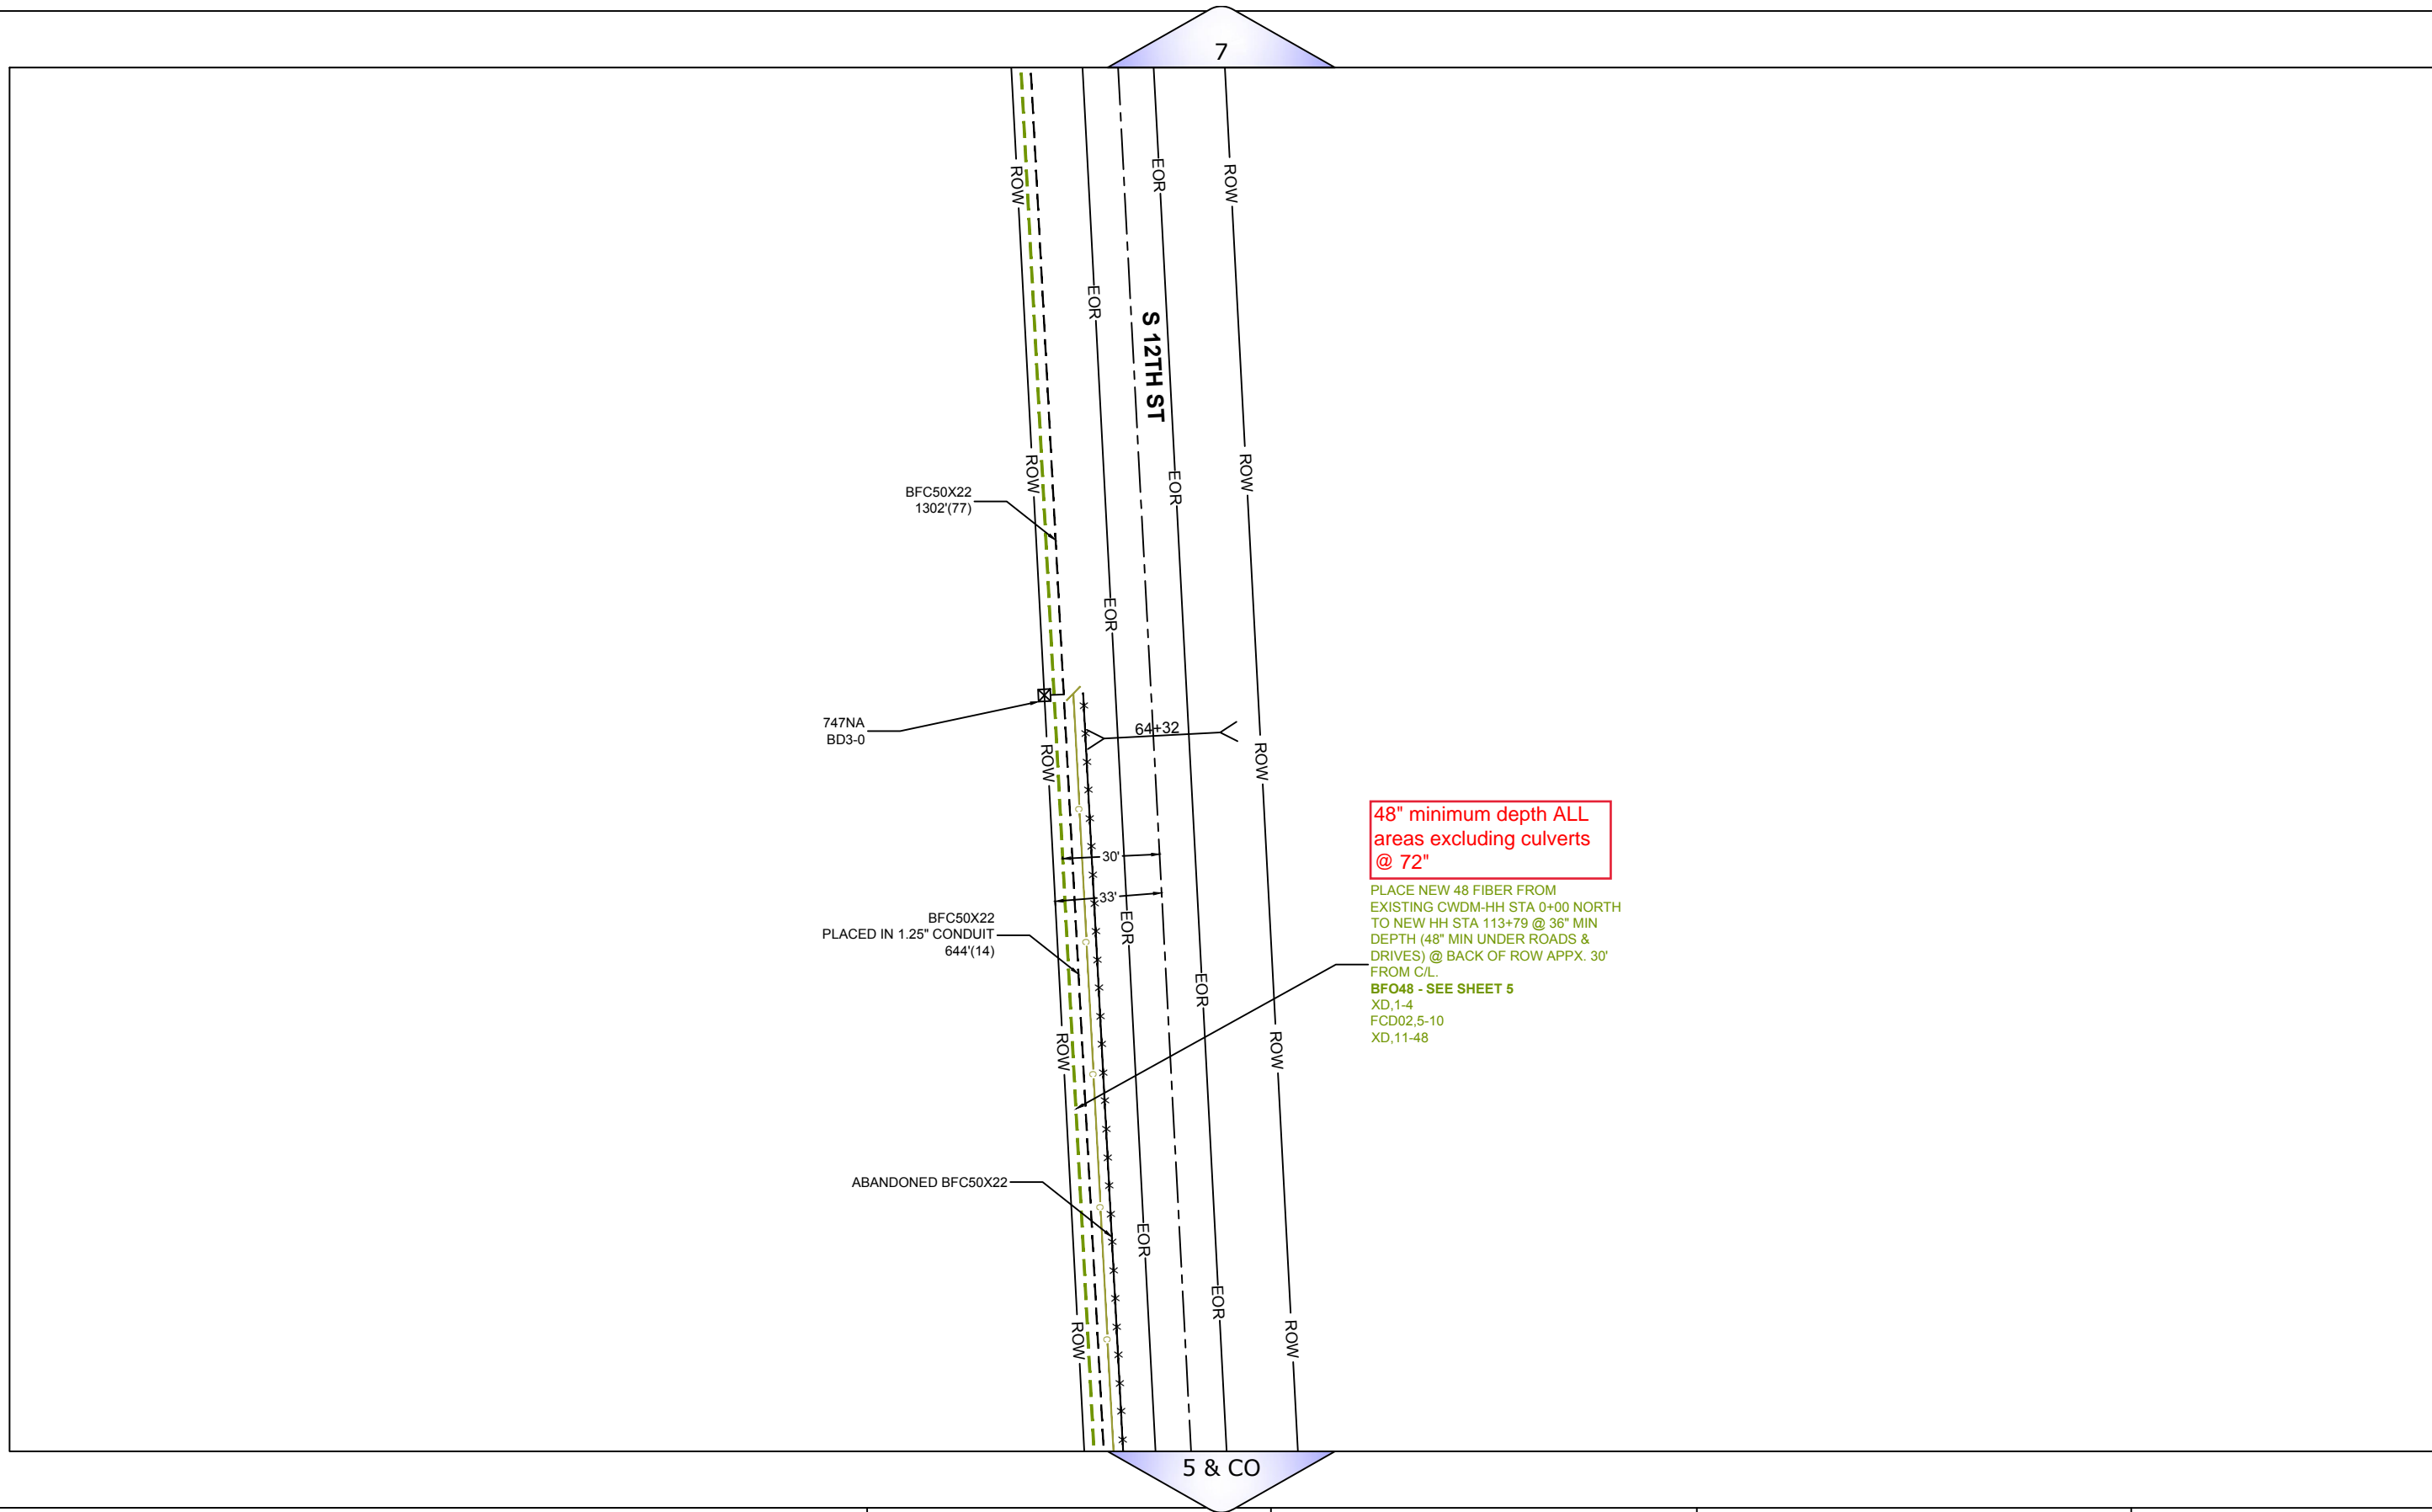 7
ROW
EOR
ROW
EOR
S 12TH ST
ROW
EOR
ROW
BFC50X22
1302'(77)
EOR
747NA
BD3-0
64+32
ROW
ROW
48" minimum depth ALL
areas excluding culverts
@ 72"
C
30'
33'
PLACE NEW 48 FIBER FROM
EXISTING CWDM-HH STA 0+00 NORTH
TO NEW HH STA 113+79 @ 36" MIN
DEPTH (48" MIN UNDER ROADS &
DRIVES) @ BACK OF ROW APPX. 30'
FROM C/L.
BFO48 - SEE SHEET 5
XD,1-4
FCD02,5-10
XD,11-48
BFC50X22
PLACED IN 1.25" CONDUIT
644'(14)
EOR
C
EOR
ROW
ROW
C
ABANDONED BFC50X22
C
EOR
EOR
ROW
ROW
C
5 & CO